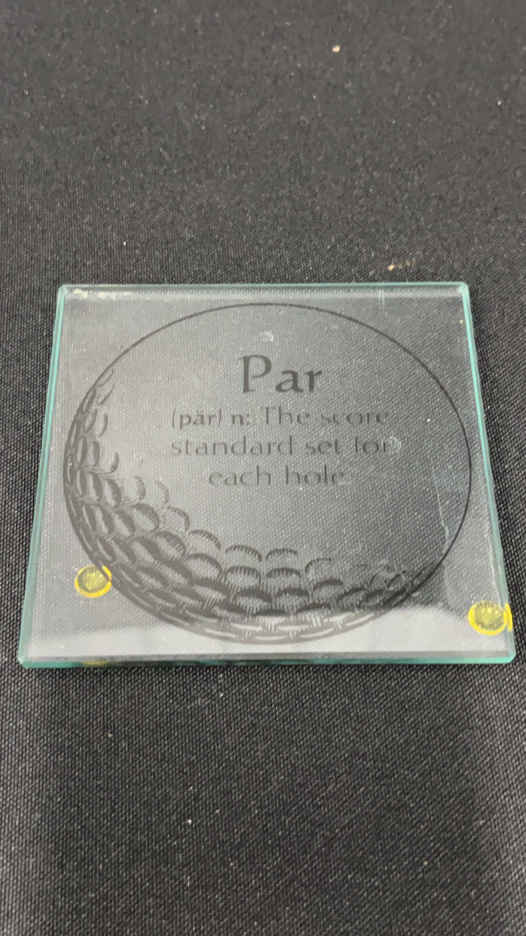 Par
(pär) n: The score
standard set for
each hole